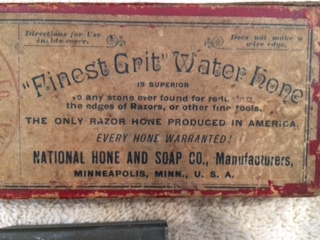 Directions for Use
inside cover.
Does not make a
wire edge.
"Finest Grit" Water Hone
IS SUPERIOR
to any stone ever found for
the edges of Razors, or other fine tools.
THE ONLY RAZOR HONE PRODUCED IN AMERICA.
EVERY HONE WARRANTED!
NATIONAL HONE AND SOAP CO., Manufacturers,
MINNEAPOLIS, MINN., U. S. A.